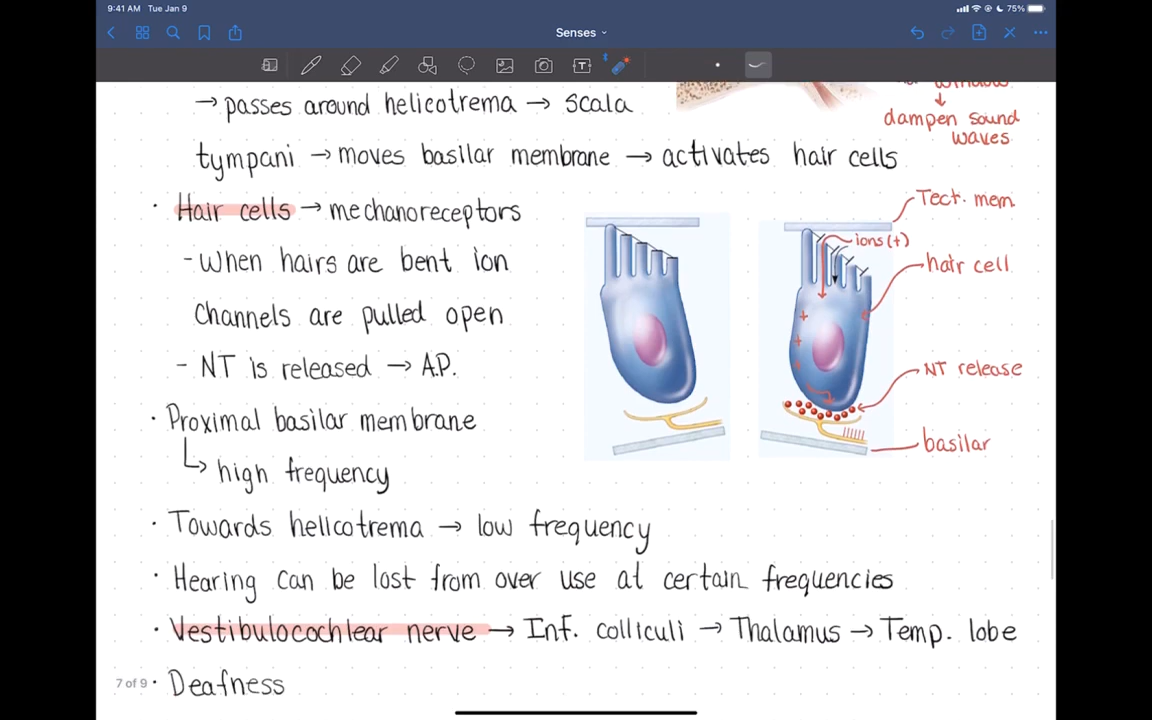 9:41 AM Tue Jan 9
75%
Senses
→ passes around helicotrema → scala
dampen sound
waves
tympani → moves basilar membrane → activates hair cells
Tect. mem.
· Hair cells → mechanoreceptors
ions (+)
- When hairs are bent ion
hair cell
channels are pulled open
- NT is released → A.P.
NT release
· Proximal basilar membrane
basilar
↳ high frequency
· Towards helicotrema → low frequency
· Hearing can be lost from over use at certain frequencies
· Vestibulocochlear nerve → Inf. colliculi → Thalamus → Temp. lobe
7 of 9
· Deafness